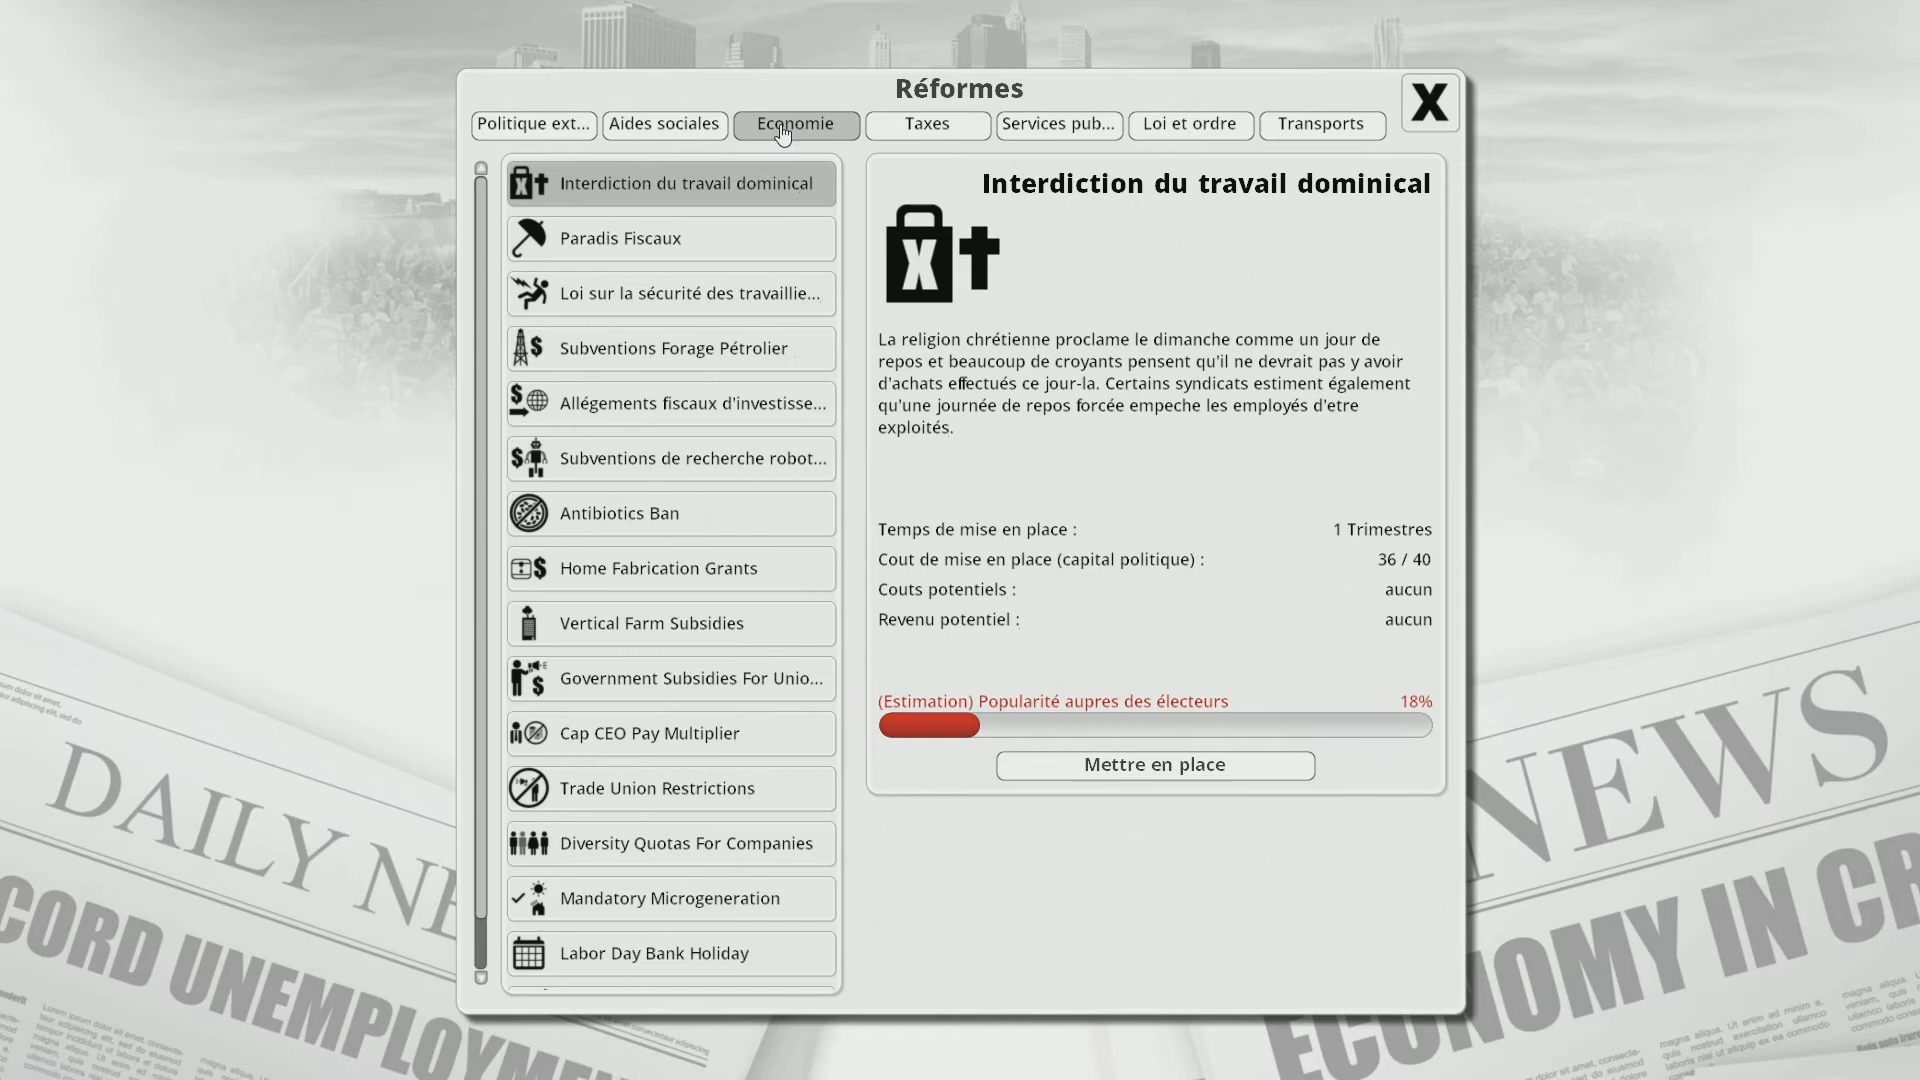 Réformes
X
Politique ext...
Aides sociales
Economie
Taxes
Services pub...
Loi et ordre
Transports
Interdiction du travail dominical
Paradis Fiscaux
Loi sur la sécurité des travaillie...
Subventions Forage Pétrolier
Allégements fiscaux d'investisse...
Subventions de recherche robot...
Antibiotics Ban
Home Fabrication Grants
Vertical Farm Subsidies
Government Subsidies For Unio...
Cap CEO Pay Multiplier
Trade Union Restrictions
Diversity Quotas For Companies
Mandatory Microgeneration
Labor Day Bank Holiday
Interdiction du travail dominical
La religion chrétienne proclame le dimanche comme un jour de
repos et beaucoup de croyants pensent qu'il ne devrait pas y avoir
d'achats effectués ce jour-la. Certains syndicats estiment également
qu'une journée de repos forcée empeche les employés d'etre
exploités.
Temps de mise en place : 1 Trimestres
Cout de mise en place (capital politique) : 36 / 40
Couts potentiels : aucun
Revenu potentiel : aucun
(Estimation) Popularité aupres des électeurs 18%
Mettre en place
DAILY NE
CORD UNEMPLOYME
NEWS
ECONOMY IN CR